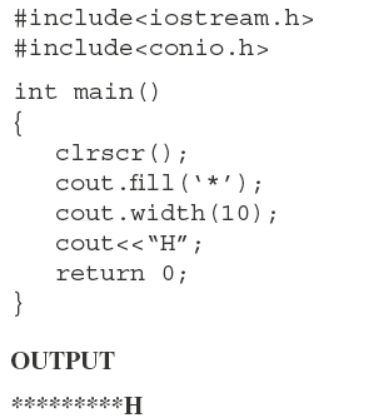 #include<iostream.h>
#include<conio.h>
int main()
{
clrscr();
cout.fill(‘*’);
cout.width(10);
cout<<“H”;
return 0;
}
OUTPUT
*********H